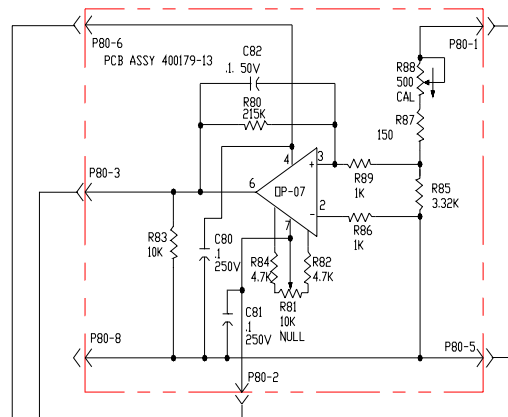 P80-6
C82
.1. 50V
P80-1
PCB ASSY 400179-13
R88
500
CAL
R80
215K
R87
150
4
3
+
P80-3
6
OP-07
R89
1K
R85
3.32K
2
-
7
R83
10K
C80
.1
250V
R84
4.7K
R82
4.7K
R86
1K
R81
10K
NULL
C81
.1
250V
P80-8
P80-5
P80-2